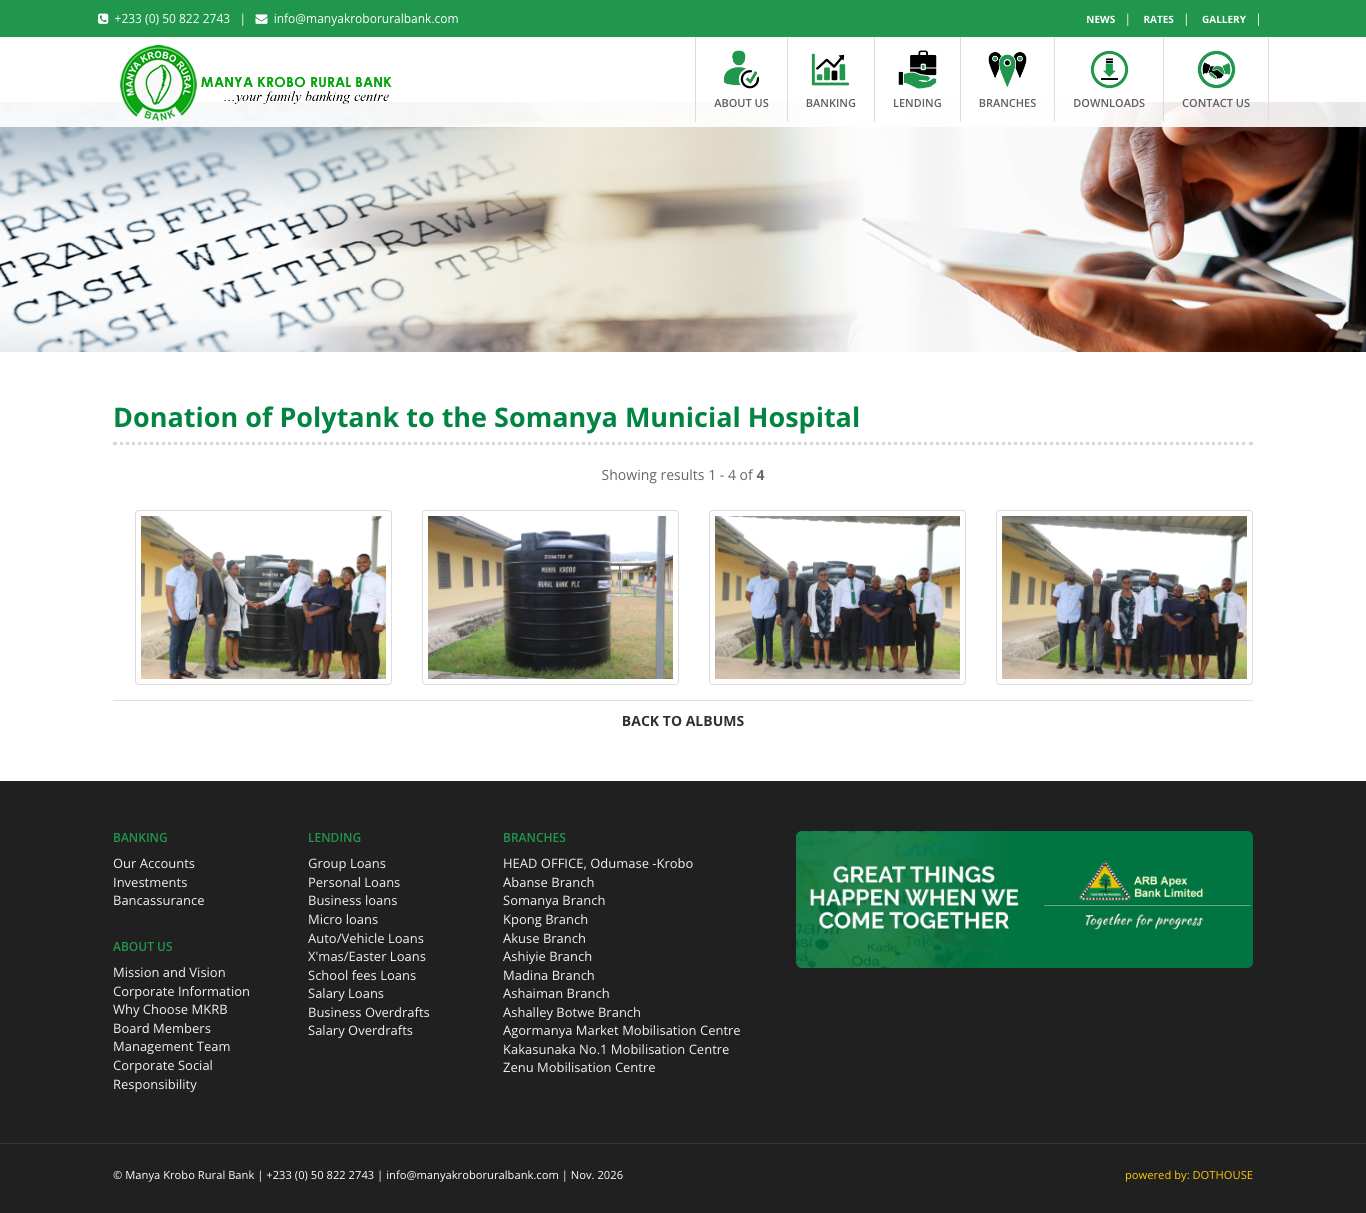 +233 (0) 50 822 2743 | info@manyakroboruralbank.com
NEWS | RATES | GALLERY |
MANYA KROBO RURAL
BANK
MANYA KROBO RURAL BANK
...your family banking centre
ABOUT US
BANKING
LENDING
BRANCHES
DOWNLOADS
CONTACT US
TRANSFER DEBIT
CASH WITHDRAWAL
CASH WITHDRAWAL
AUTO TRAN
Donation of Polytank to the Somanya Municial Hospital
Showing results 1 - 4 of 4
DONATED BY
MANYA KROBO
RURAL BANK PLC
BACK TO ALBUMS
BANKING
Our Accounts
Investments
Bancassurance
ABOUT US
Mission and Vision
Corporate Information
Why Choose MKRB
Board Members
Management Team
Corporate Social
Responsibility
LENDING
Group Loans
Personal Loans
Business loans
Micro loans
Auto/Vehicle Loans
X'mas/Easter Loans
School fees Loans
Salary Loans
Business Overdrafts
Salary Overdrafts
BRANCHES
HEAD OFFICE, Odumase -Krobo
Abanse Branch
Somanya Branch
Kpong Branch
Akuse Branch
Ashiyie Branch
Madina Branch
Ashaiman Branch
Ashalley Botwe Branch
Agormanya Market Mobilisation Centre
Kakasunaka No.1 Mobilisation Centre
Zenu Mobilisation Centre
GREAT THINGS
HAPPEN WHEN WE
COME TOGETHER
ARB Apex
Bank Limited
Together for progress
Oda
© Manya Krobo Rural Bank | +233 (0) 50 822 2743 | info@manyakroboruralbank.com | Nov. 2026
powered by: DOTHOUSE